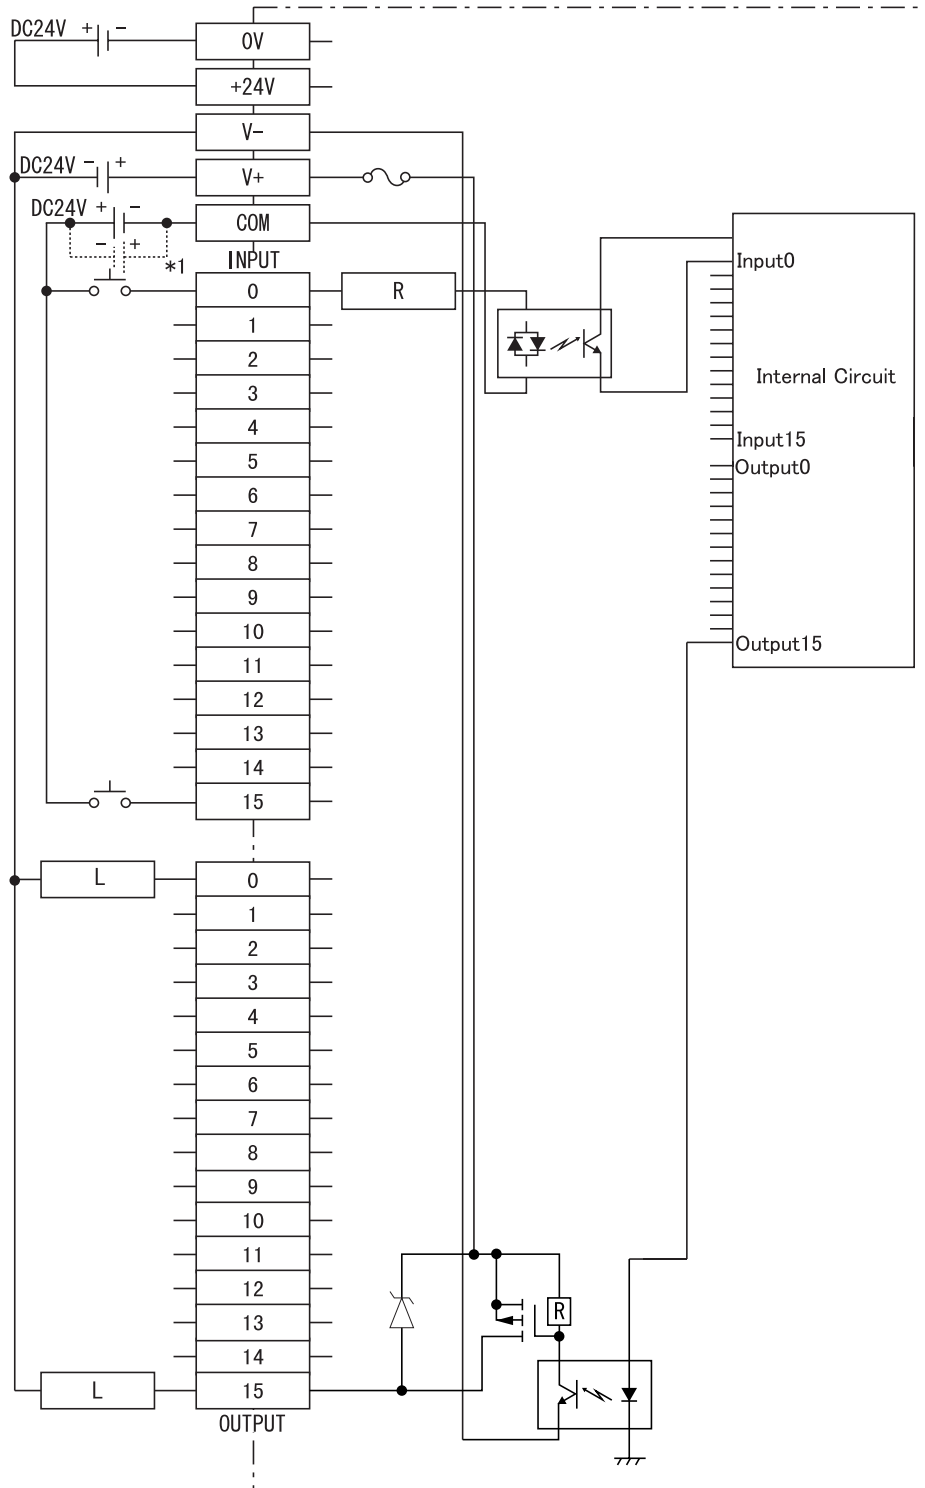 DC24V + −
0V
+24V
V−
DC24V − +
V+
DC24V + −
COM
− +
*1
INPUT
0
R
1
2
3
4
5
6
7
8
9
10
11
12
13
14
15
Input0
Internal Circuit
Input15
Output0
Output15
L
0
1
2
3
4
5
6
7
8
9
10
11
12
13
14
L
15
R
OUTPUT